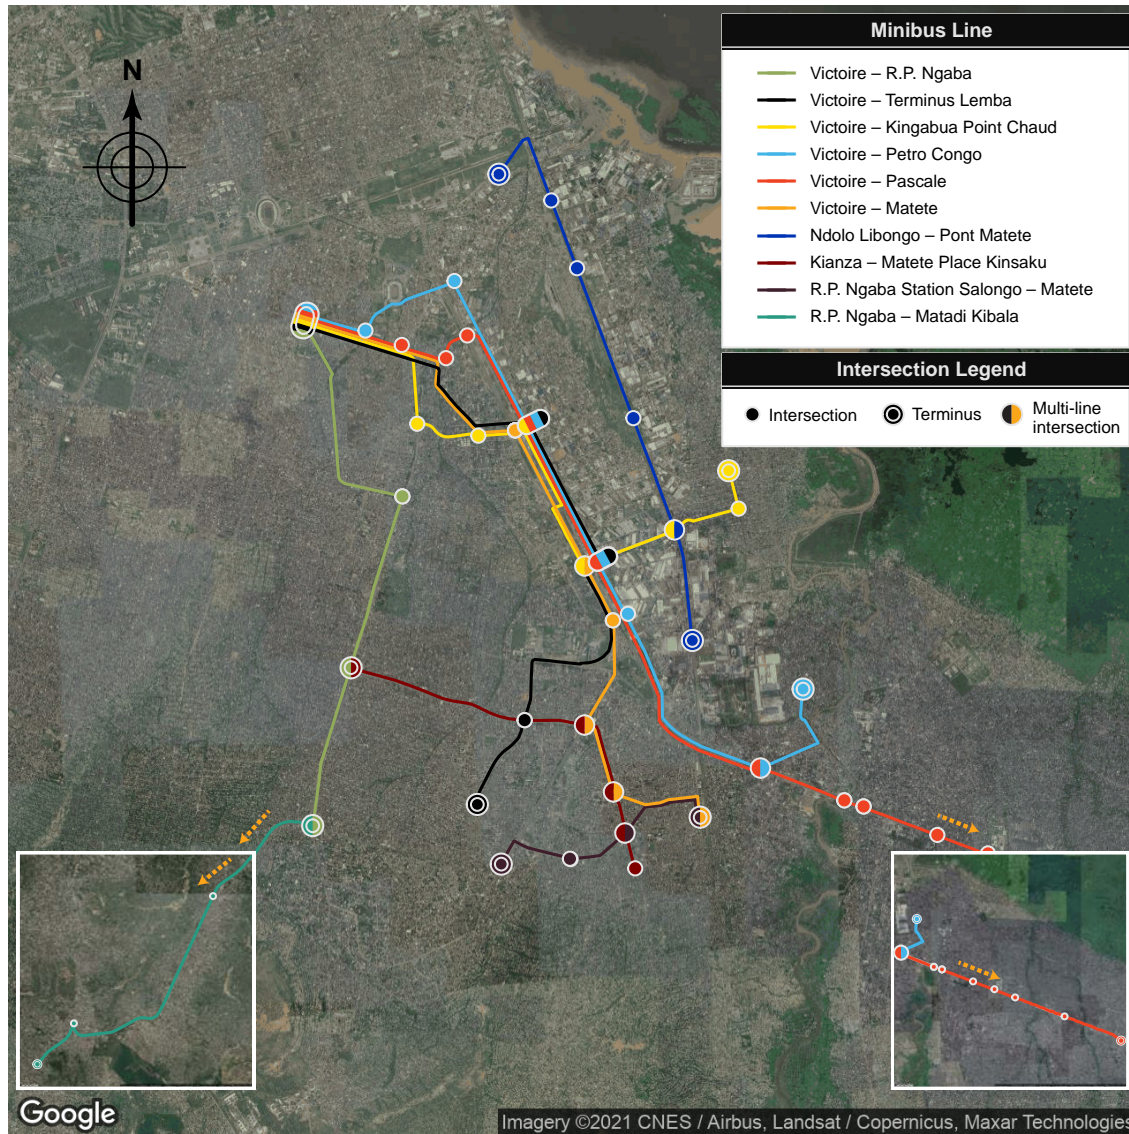 N
Minibus Line
Victoire – R.P. Ngaba
Victoire – Terminus Lemba
Victoire – Kingabua Point Chaud
Victoire – Petro Congo
Victoire – Pascale
Victoire – Matete
Ndolo Libongo – Pont Matete
Kianza – Matete Place Kinsaku
R.P. Ngaba Station Salongo – Matete
R.P. Ngaba – Matadi Kibala
Intersection Legend
Intersection
Terminus
Multi-line
intersection
Google
Imagery ©2021 CNES / Airbus, Landsat / Copernicus, Maxar Technologies